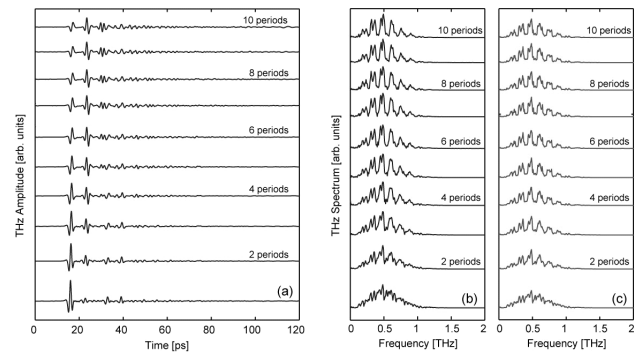 THz Amplitude [arb. units]
10 periods
8 periods
6 periods
4 periods
2 periods
(a)
0 20 40 60 80 100 120
Time [ps]
THz Spectrum [arb. units]
10 periods
8 periods
6 periods
4 periods
2 periods
(b)
0 0.5 1 1.5 2
Frequency [THz]
10 periods
8 periods
6 periods
4 periods
2 periods
(c)
0 0.5 1 1.5 2
Frequency [THz]